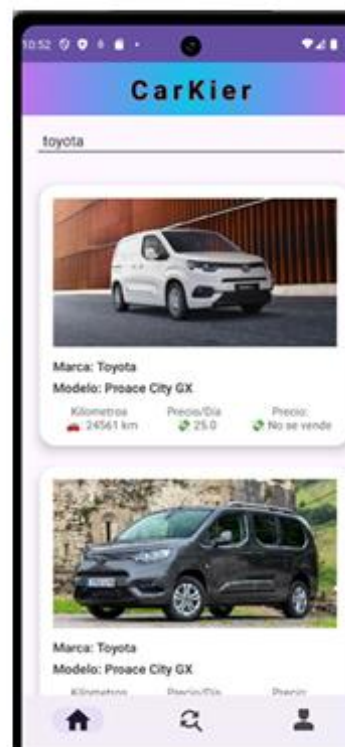 10:52
CarKier
toyota
Marca: Toyota
Modelo: Proace City GX
Kilometros Precio/Dia Precio:
24561 km 25.0 No se vende
Marca: Toyota
Modelo: Proace City GX
Kilometros Precio/Dia Precio: